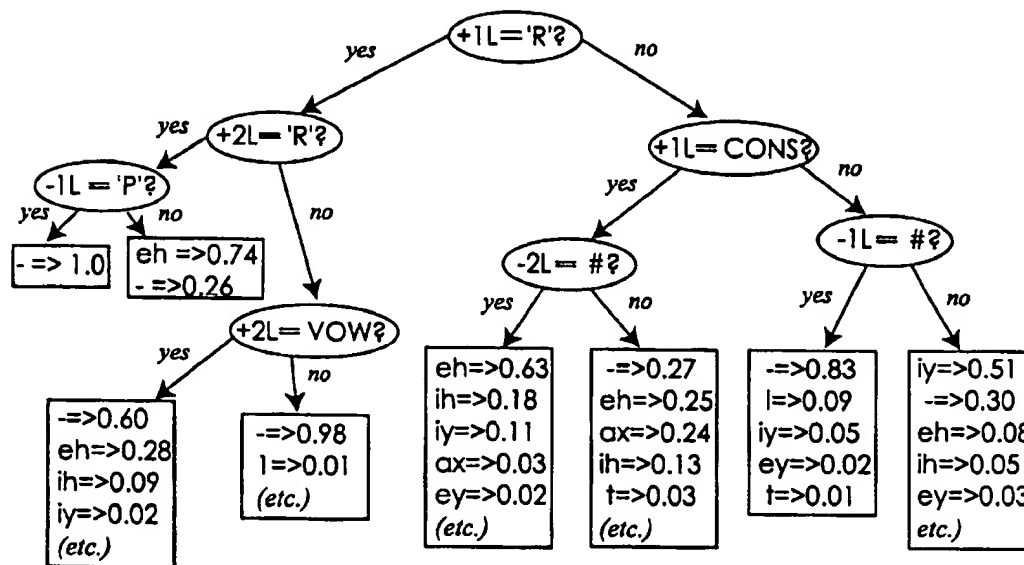 +1L='R'?
yes
no
+2L= 'R'?
+1L= CONS?
yes
no
yes
no
-1L = 'P'?
-1L= #?
yes
no
- => 1.0
eh =>0.74
- =>0.26
-2L= #?
yes
no
yes
no
+2L= VOW?
yes
no
-=>0.60
eh=>0.28
ih=>0.09
iy=>0.02
(etc.)
-=>0.98
l=>0.01
(etc.)
eh=>0.63
ih=>0.18
iy=>0.11
ax=>0.03
ey=>0.02
(etc.)
-=>0.27
eh=>0.25
ax=>0.24
ih=>0.13
t=>0.03
(etc.)
-=>0.83
l=>0.09
iy=>0.05
ey=>0.02
t=>0.01
iy=>0.51
-=>0.30
eh=>0.08
ih=>0.05
ey=>0.03
etc.)